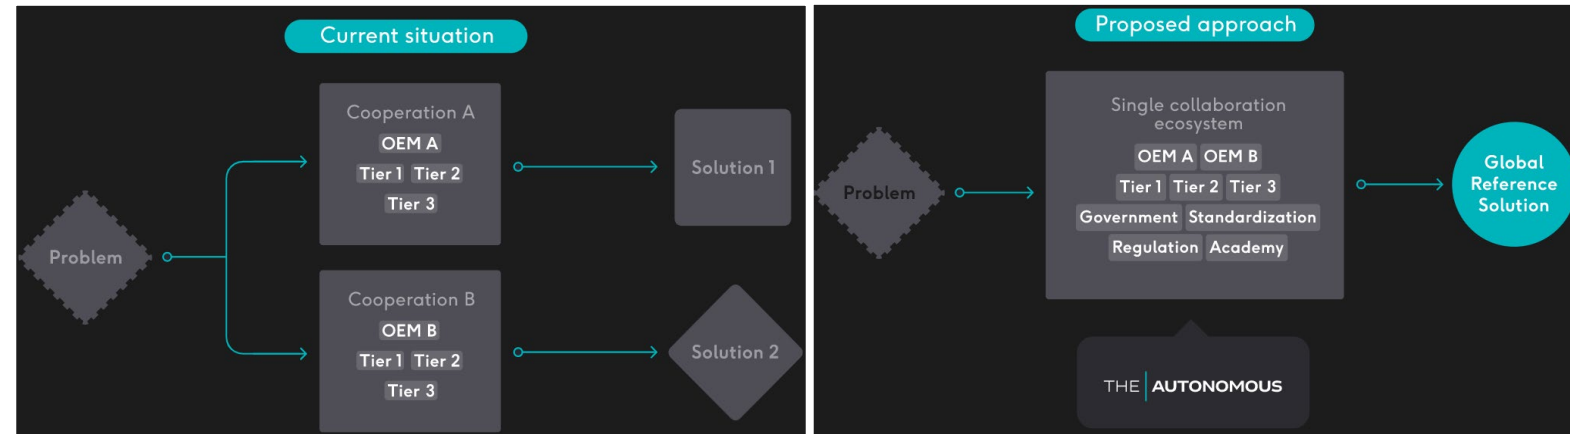 Current situation
Problem
Cooperation A
OEM A
Tier 1 Tier 2
Tier 3
Solution 1
Cooperation B
OEM B
Tier 1 Tier 2
Tier 3
Solution 2
Proposed approach
Problem
Single collaboration
ecosystem
OEM A OEM B
Tier 1 Tier 2 Tier 3
Government Standardization
Regulation Academy
Global
Reference
Solution
THE AUTONOMOUS